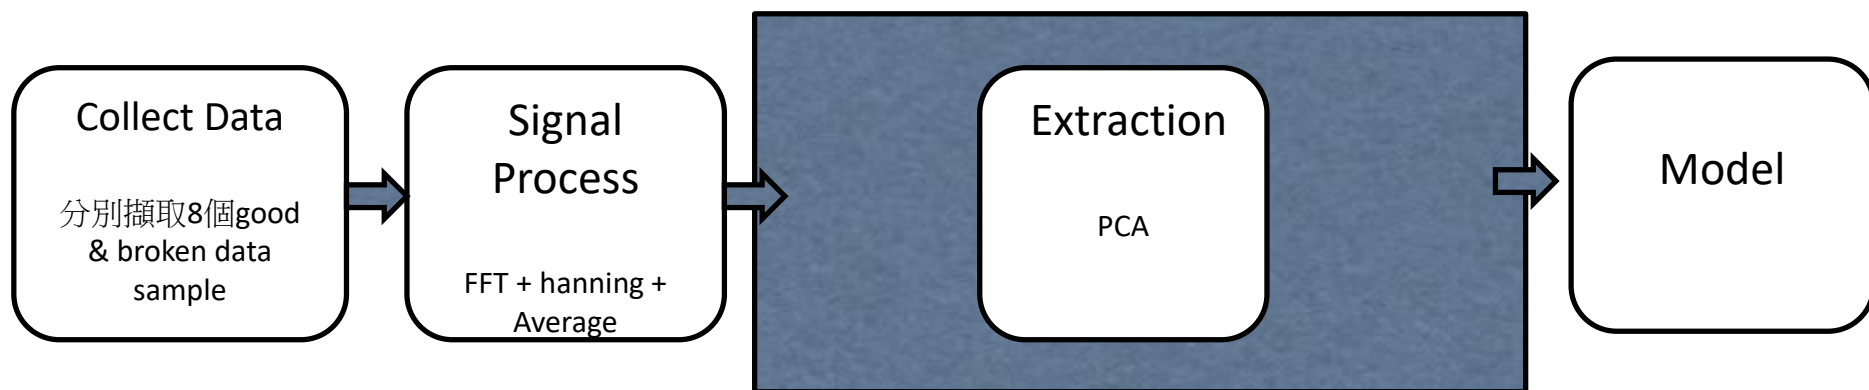 Collect Data
分別擷取8個good
& broken data
sample
Signal
Process
FFT + hanning +
Average
Extraction
PCA
Model